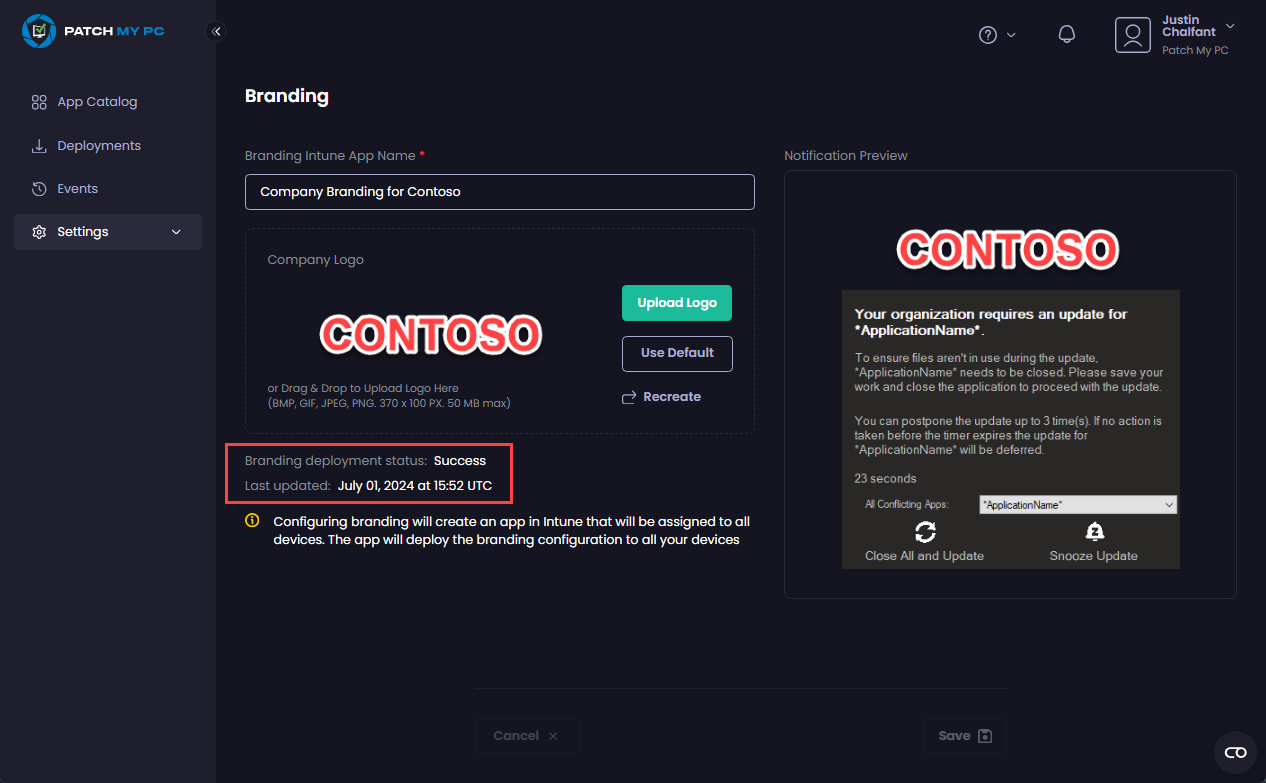 PATCH MY PC
Justin
Chalfant
Patch My PC
App Catalog
Deployments
Events
Settings
Branding
Branding Intune App Name *
Company Branding for Contoso
Company Logo
CONTOSO
Upload Logo
Use Default
Recreate
or Drag & Drop to Upload Logo Here
(BMP, GIF, JPEG, PNG. 370 x 100 PX. 50 MB max)
Branding deployment status: Success
Last updated: July 01, 2024 at 15:52 UTC
Configuring branding will create an app in Intune that will be assigned to all
devices. The app will deploy the branding configuration to all your devices
Notification Preview
CONTOSO
Your organization requires an update for
*ApplicationName*.
To ensure files aren't in use during the update,
*ApplicationName* needs to be closed. Please save your
work and close the application to proceed with the update.
You can postpone the update up to 3 time(s). If no action is
taken before the timer expires the update for
*ApplicationName* will be deferred.
23 seconds
All Conflicting Apps: *ApplicationName*
Close All and Update
Snooze Update
Cancel
Save